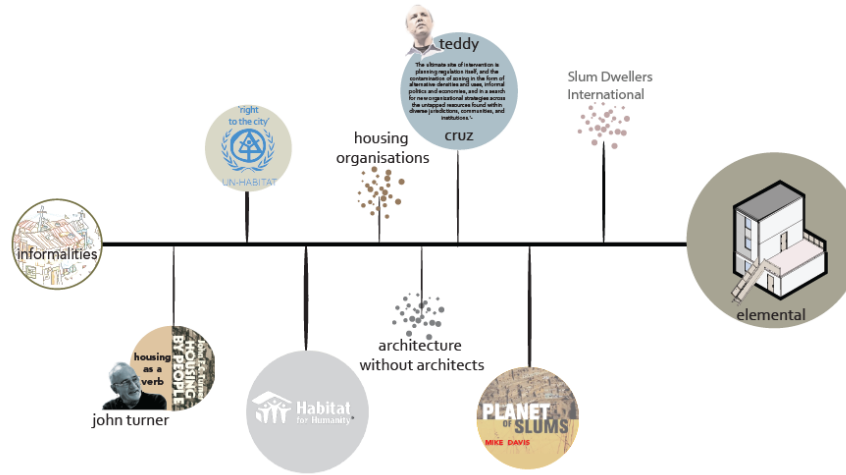 informalities
'right
to the city'
UN-HABITAT
housing
as a
verb
John F.C. Turner
HOUSING
BY PEOPLE
john turner
Habitat
for Humanity®
housing
organisations
architecture
without architects
teddy
'The ultimate site of intervention is
planning regulation itself, and the
contamination of zoning in the form of
alternative densities and uses, informal
politics and economies, and in a search
for new organizational strategies across
the untapped resources found within
diverse jurisdictions, communities, and
institutions.'-
cruz
PLANET
OF SLUMS
MIKE DAVIS
Slum Dwellers
International
elemental